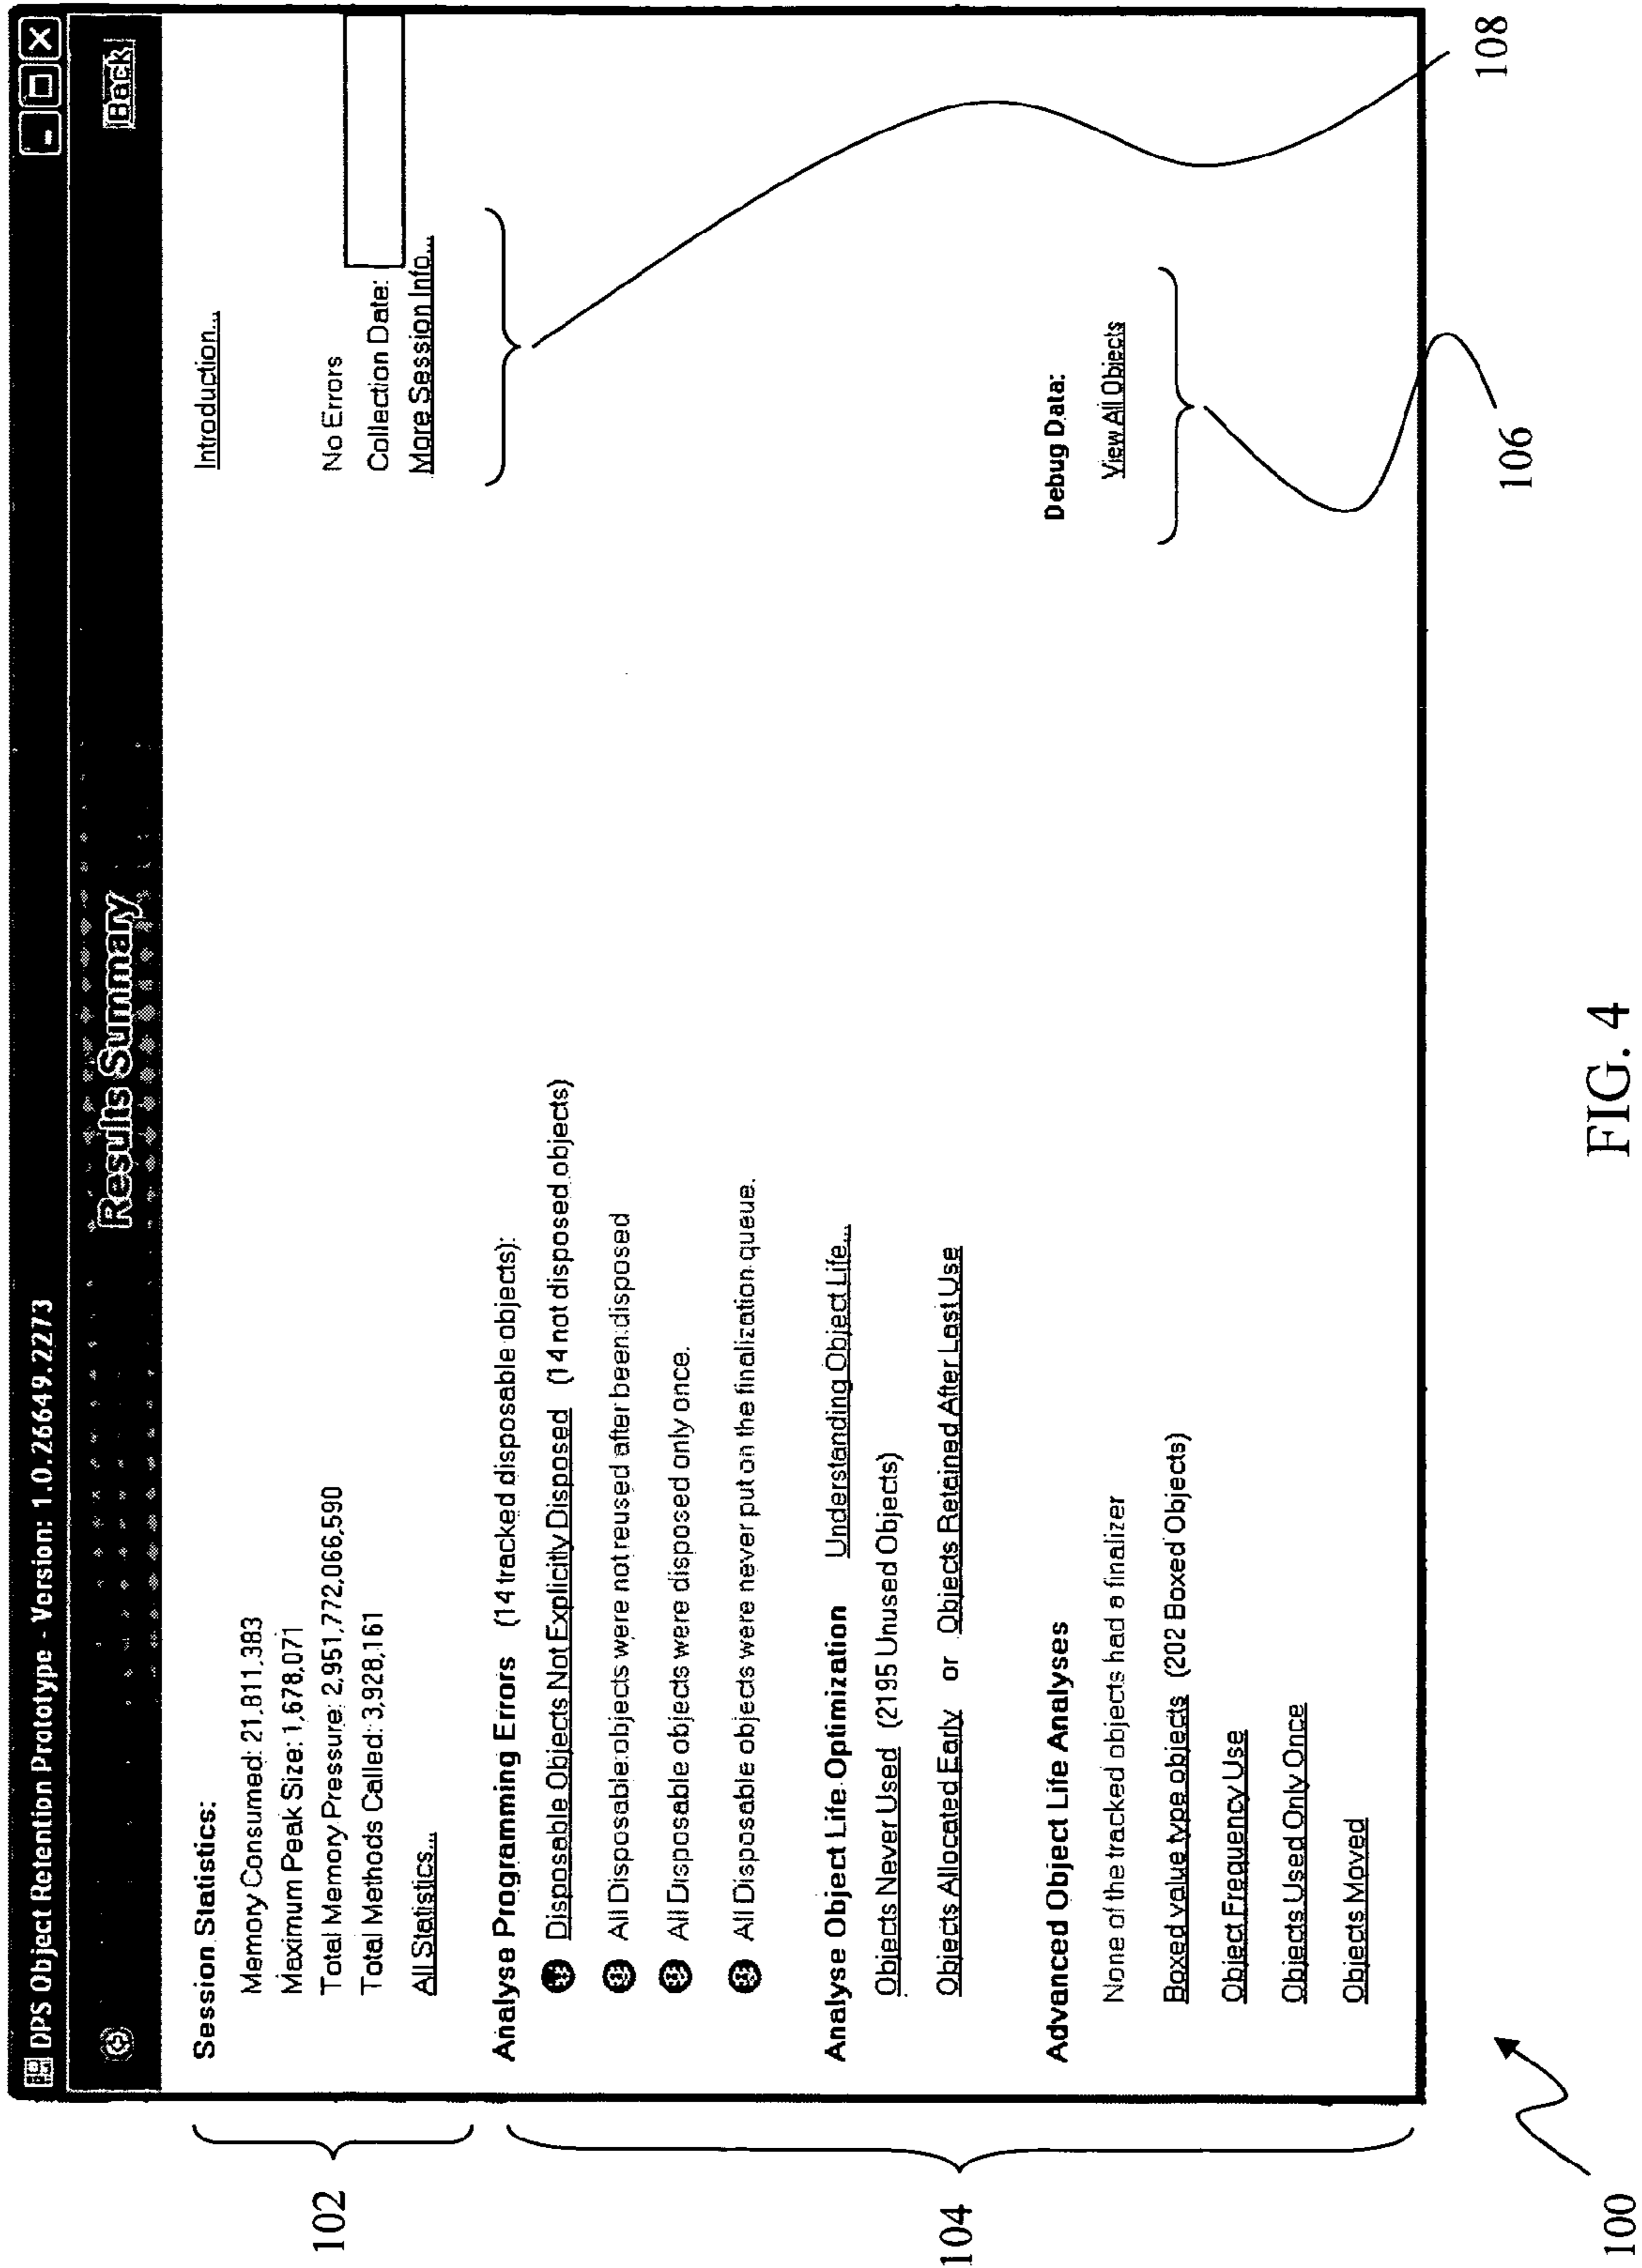 DPS Object Retention Prototype - Version: 1.0.26649.2273
Results Summary
Back
Session Statistics:
Introduction...
Memory Consumed: 21,811,383
Maximum Peak Size: 1,678,071
Total Memory Pressure: 2,951,772,066,590
No Errors
Total Methods Called: 3,928,161
Collection Date:
All Statistics...
More Session Info...
Analyse Programming Errors (14 tracked disposable objects):
Disposable Objects Not Explicitly Disposed (14 not disposed objects)
All Disposable objects were not reused after been disposed
All Disposable objects were disposed only once.
All Disposable objects were never put on the finalization queue.
Analyse Object Life Optimization Understanding Object Life...
Objects Never Used (2195 Unused Objects)
Objects Allocated Early or Objects Retained After Last Use
Advanced Object Life Analyses
Debug Data:
None of the tracked objects had a finalizer
View All Objects
Boxed value type objects (202 Boxed Objects)
Object Frequency Use
Objects Used Only Once
Objects Moved
102
104
106
108
100
FIG. 4